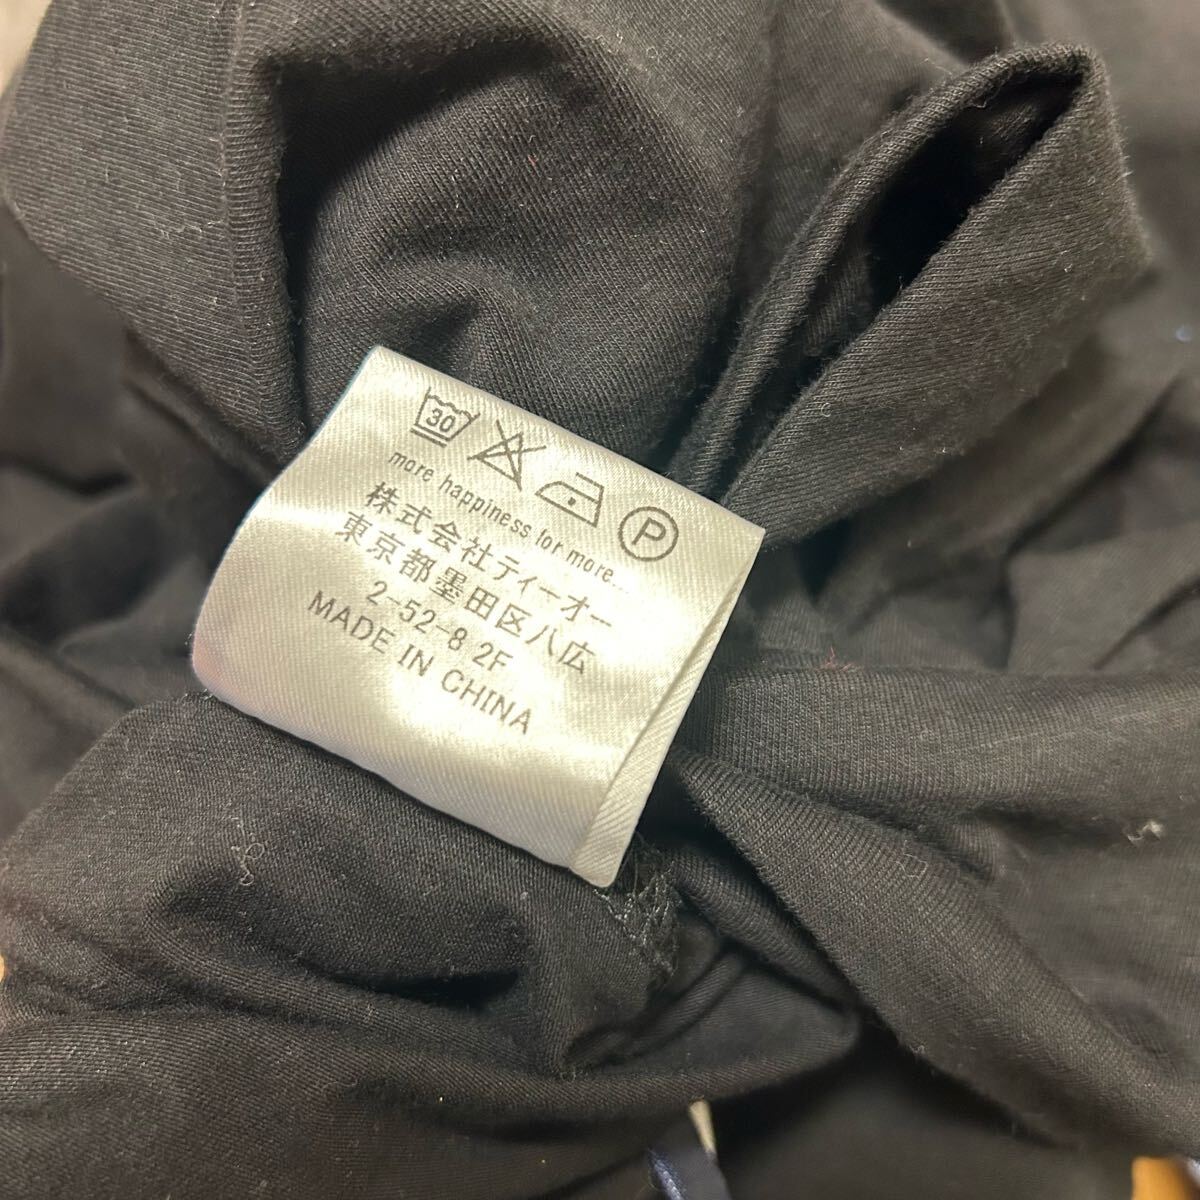 30 P
more happiness for more...
株式会社ティーオー
東京都墨田区八広
2-52-8 2F
MADE IN CHINA